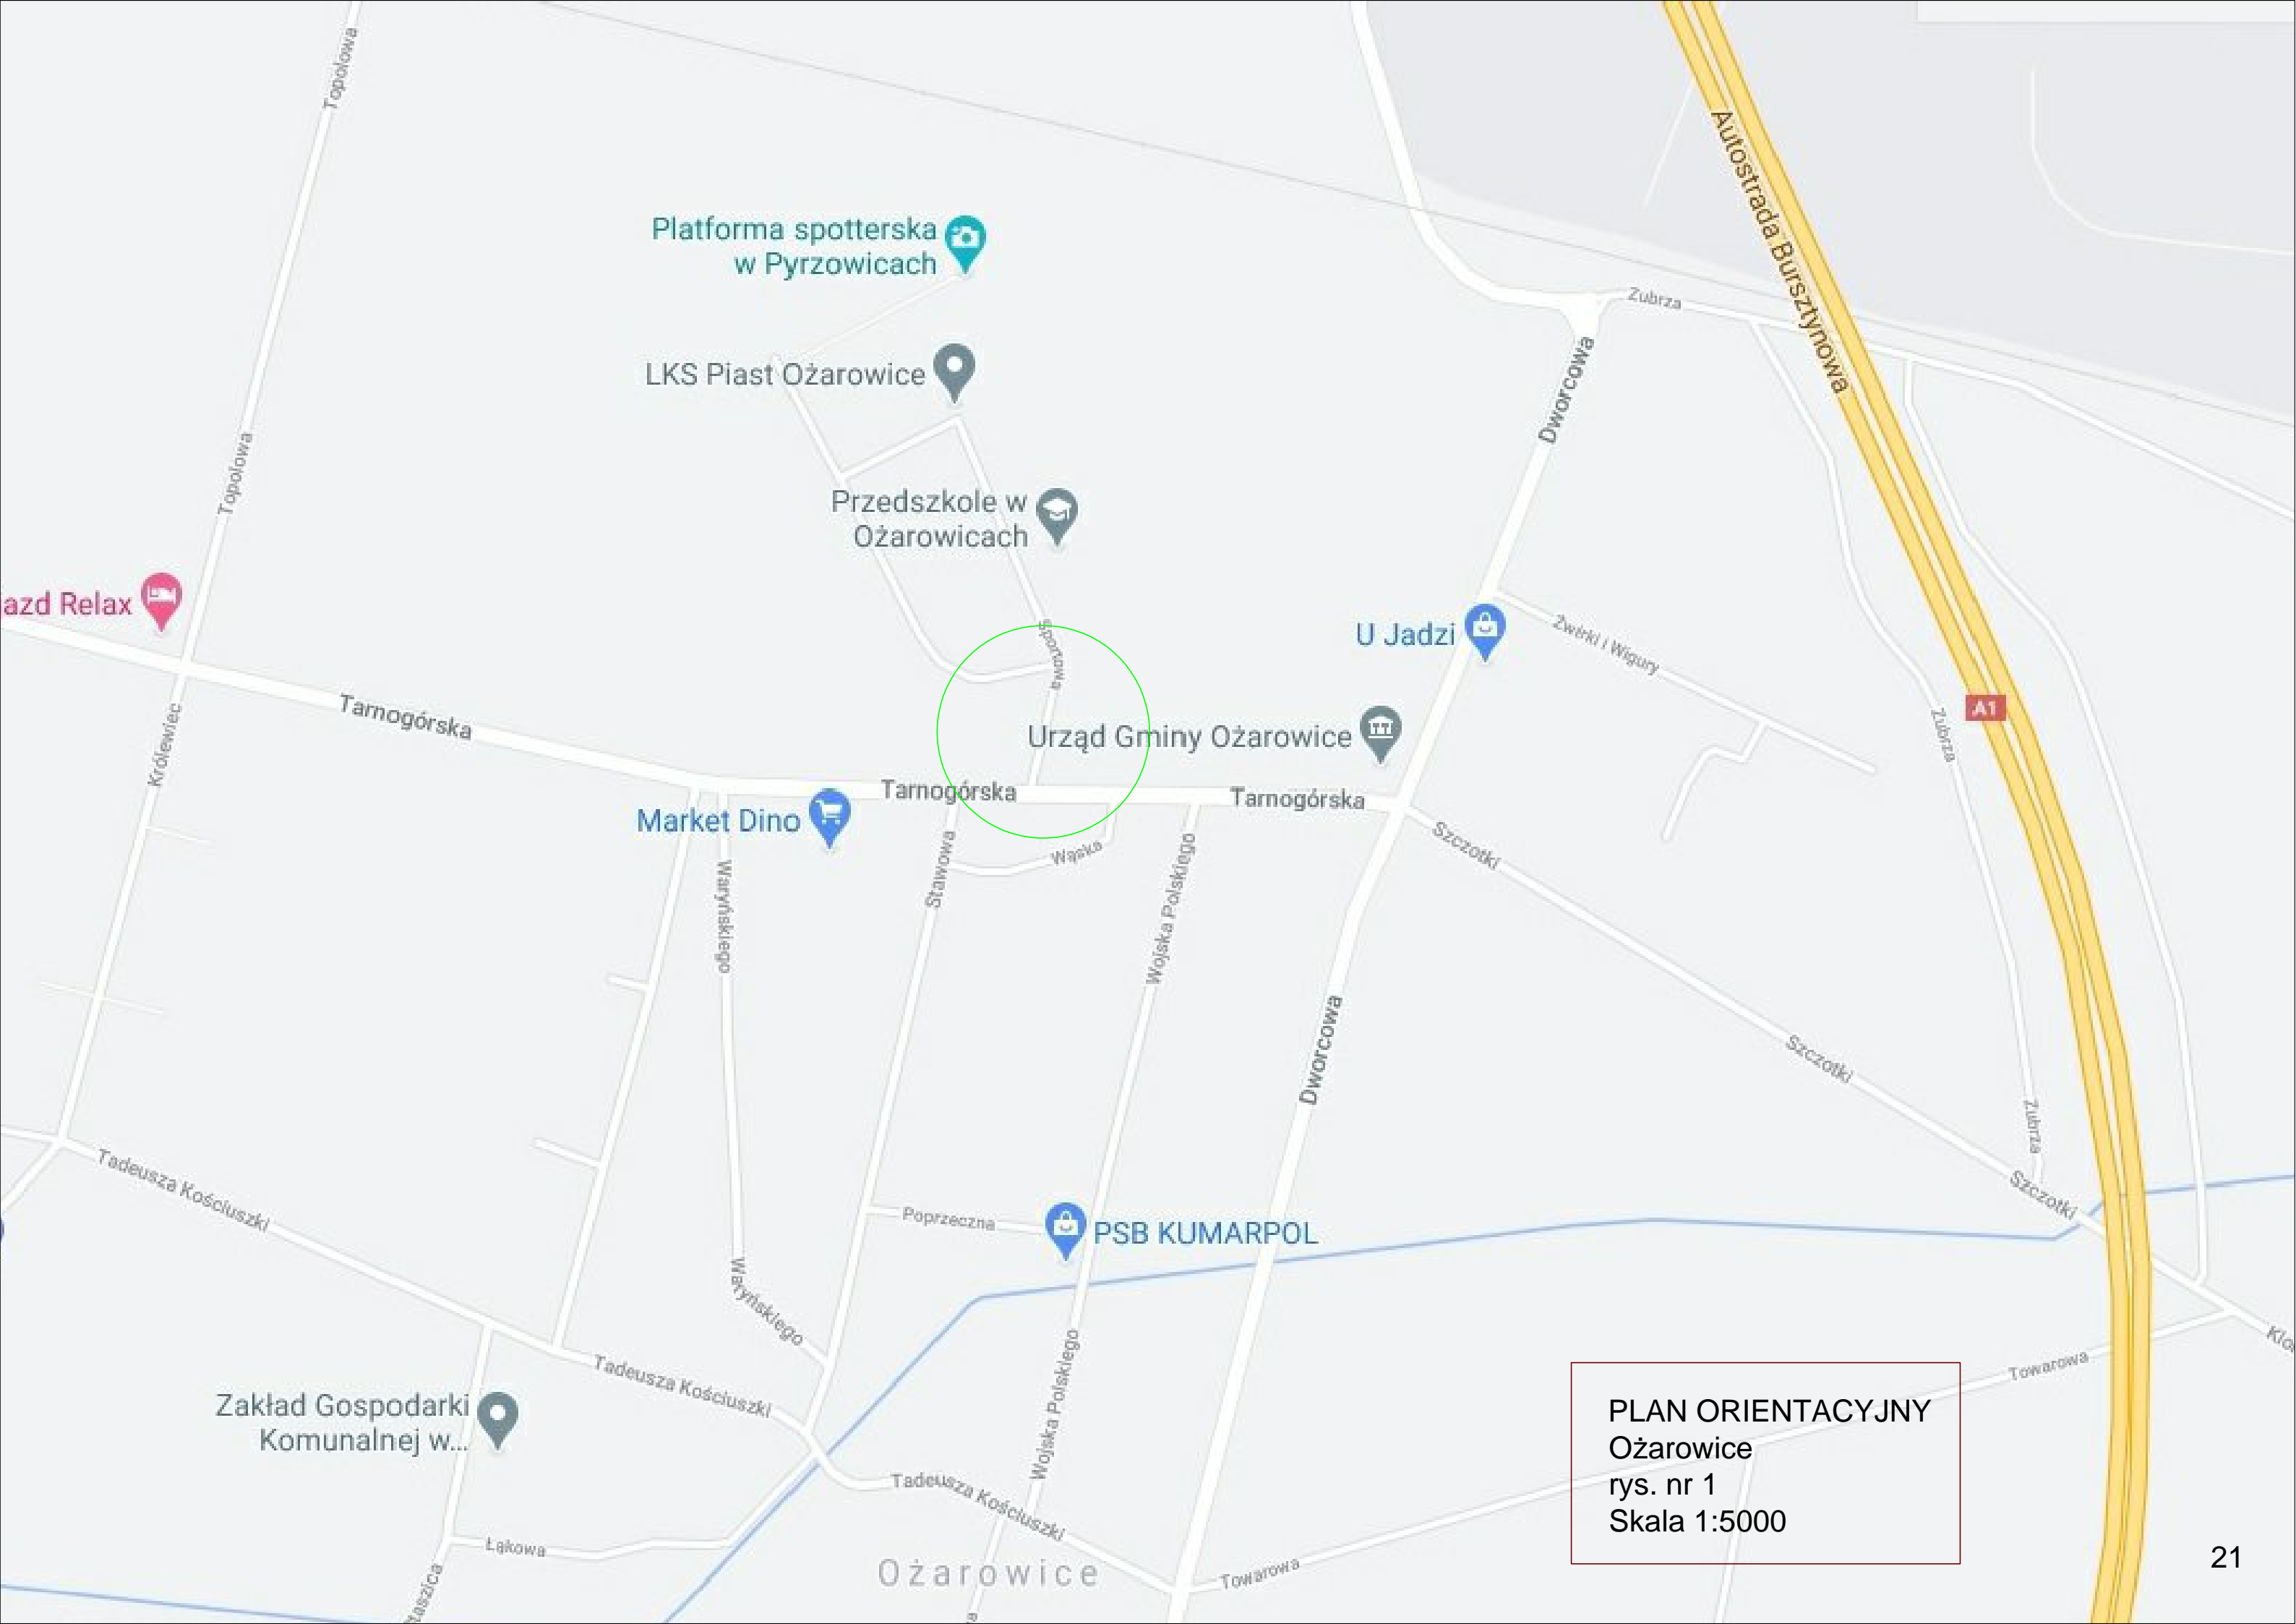 Topolowa
Autostrada Bursztynowa
Platforma spotterska
w Pyrzowicach
Zubrza
LKS Piast Ożarowice
Dworcowa
Topolowa
Przedszkole w
Ożarowicach
azd Relax
Sportowa
U Jadzi
Żwirki i Wigury
Tarnogórska
Królewiec
Urząd Gminy Ożarowice
A1
Zubrza
Tarnogórska
Tarnogórska
Market Dino
Szczotki
Stawowa
Wąska
Waryńskiego
Wojska Polskiego
Dworcowa
Szczotki
Zubrza
Tadeusza Kościuszki
Szczotki
Poprzeczna
PSB KUMARPOL
Waryńskiego
Wojska Polskiego
Klo
Towarowa
Tadeusza Kościuszki
Zakład Gospodarki
Komunalnej w...
PLAN ORIENTACYJNY
Ożarowice
rys. nr 1
Skala 1:5000
Tadeusza Kościuszki
Łąkowa
Ożarowice
Towarowa
21
taszica
a